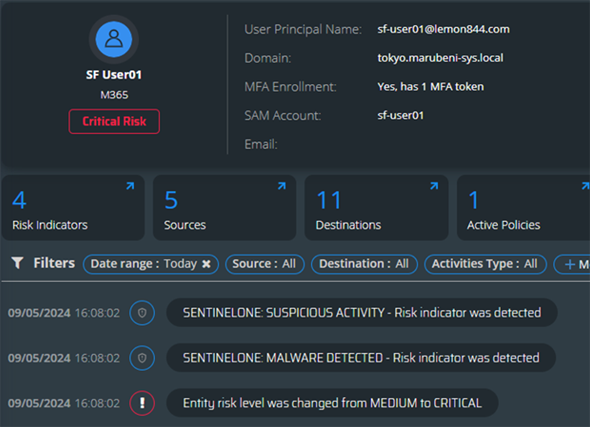 SF User01
M365
Critical Risk
User Principal Name: sf-user01@lemon844.com
Domain: tokyo.marubeni-sys.local
MFA Enrollment: Yes, has 1 MFA token
SAM Account: sf-user01
Email:
4
Risk Indicators
5
Sources
11
Destinations
1
Active Policies
Filters Date range : Today ✖ Source : All Destination : All Activities Type : All + M
09/05/2024 16:08:02 SENTINELONE: SUSPICIOUS ACTIVITY - Risk indicator was detected
09/05/2024 16:08:02 SENTINELONE: MALWARE DETECTED - Risk indicator was detected
09/05/2024 16:08:02 ! Entity risk level was changed from MEDIUM to CRITICAL